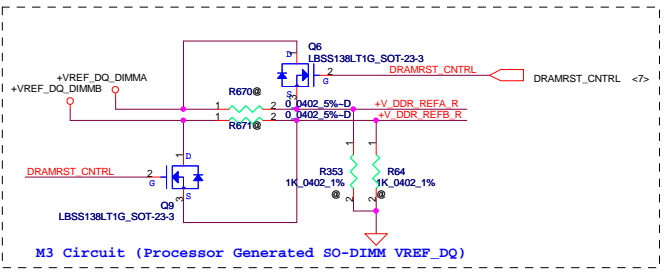 Q6
LBSS138LT1G_SOT-23-3
D
2
G
S
3
DRAMRST_CNTRL
DRAMRST_CNTRL <7>
+VREF_DQ_DIMMA
+VREF_DQ_DIMMB
R670@
1 2 0_0402_5%~D +V_DDR_REFA_R
1 2 0_0402_5%~D +V_DDR_REFB_R
R671@
DRAMRST_CNTRL
1
D
2
G
S
3
Q9
LBSS138LT1G_SOT-23-3
1 1
R353 R64
1K_0402_1% 1K_0402_1%
@ @
2 2
M3 Circuit (Processor Generated SO-DIMM VREF_DQ)